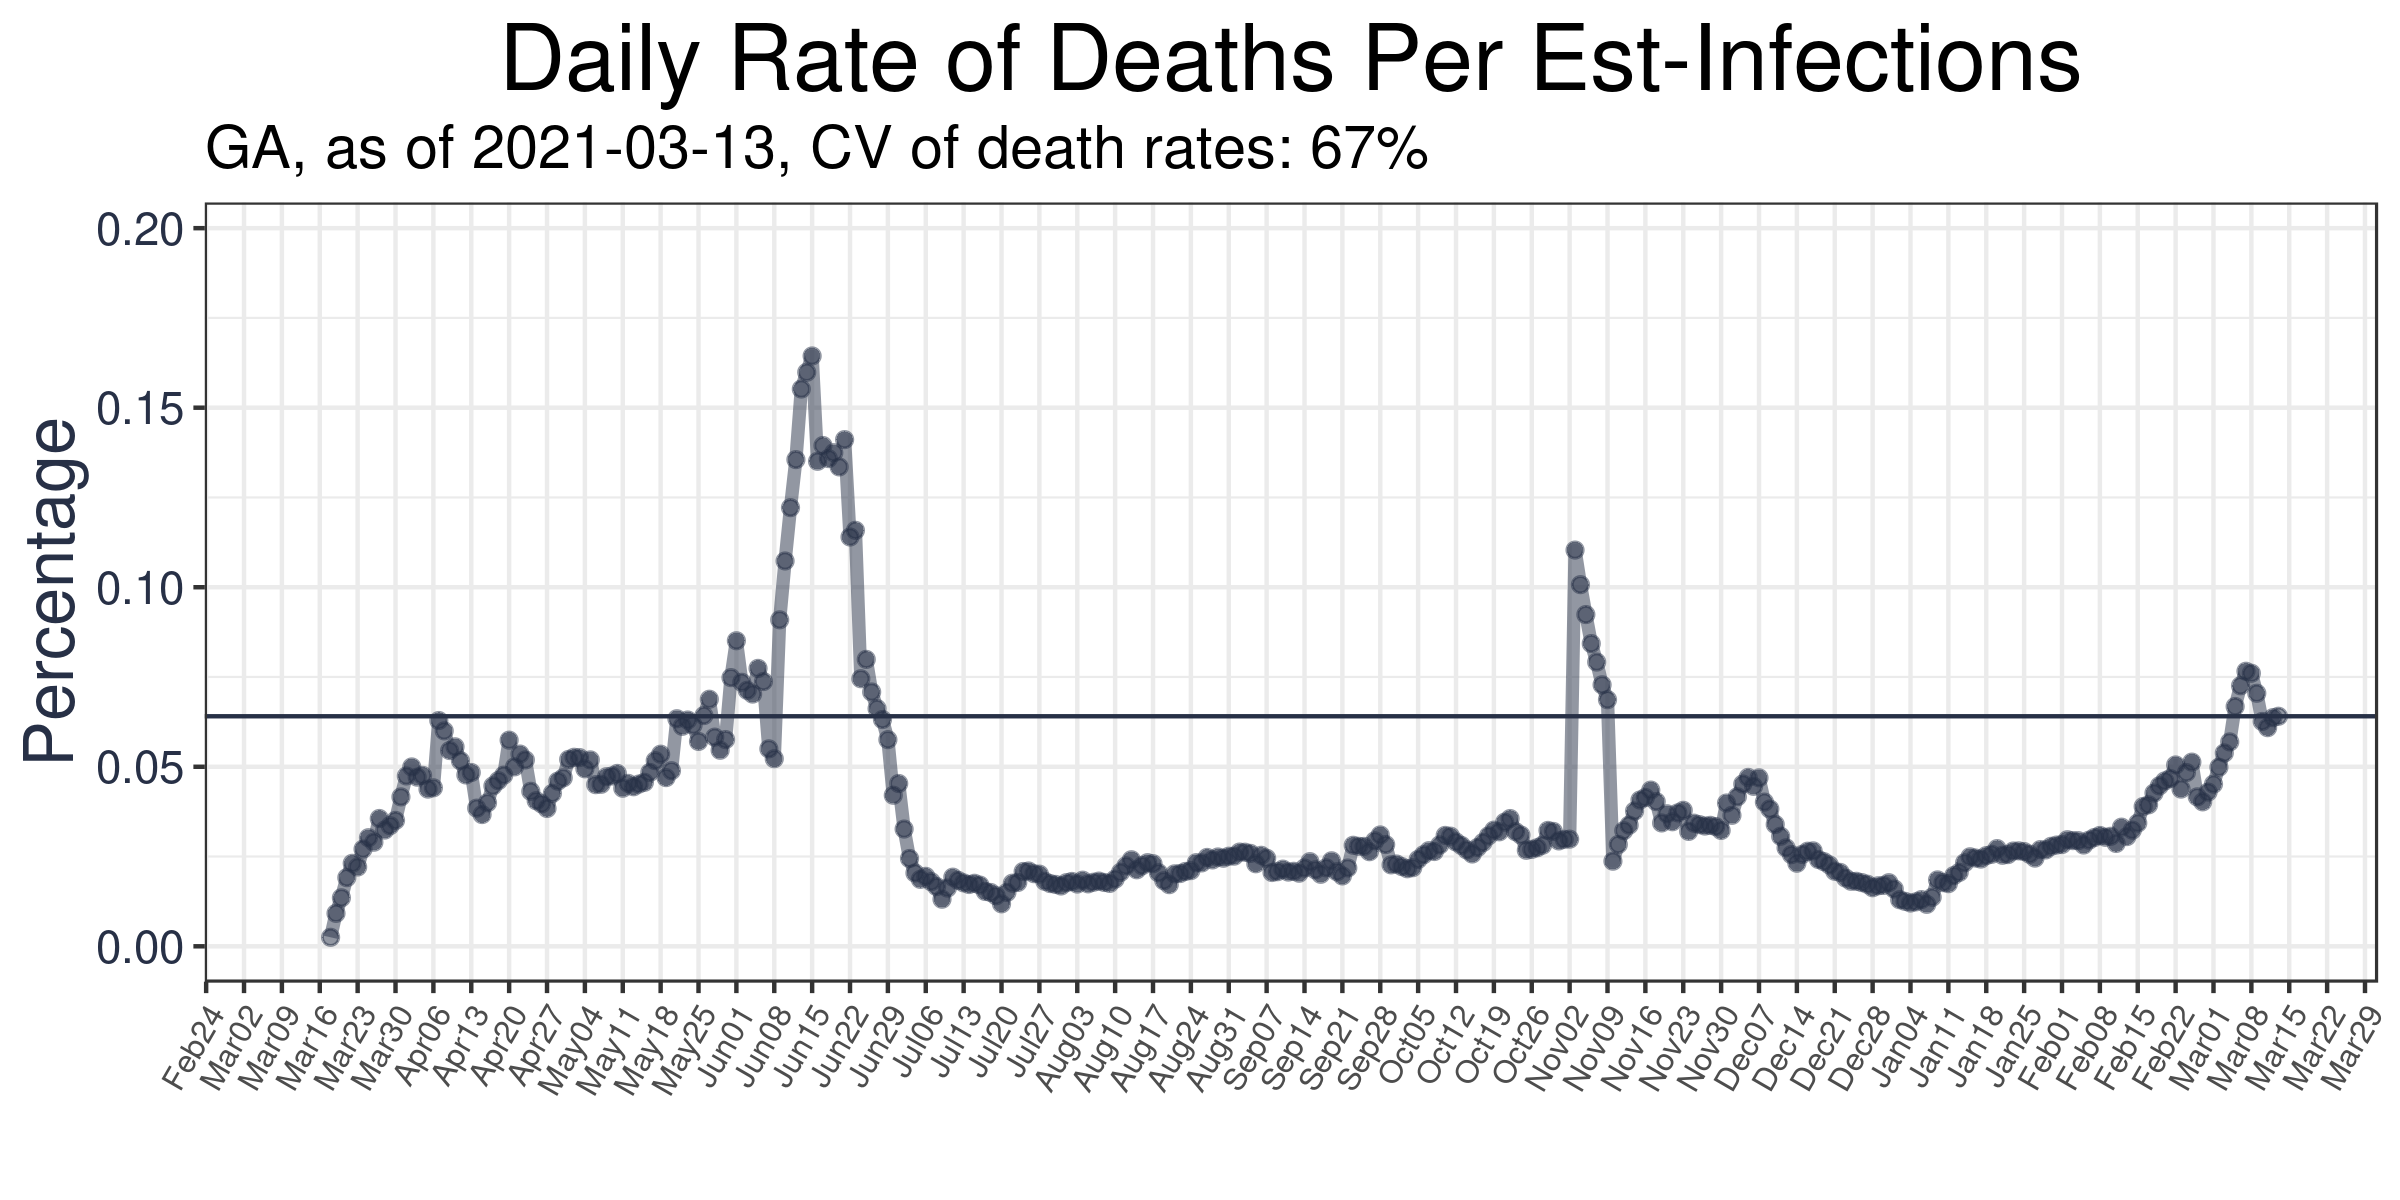 Daily Rate of Deaths Per Est-Infections
GA, as of 2021-03-13, CV of death rates: 67%
Percentage
0.20
0.15
0.10
0.05
0.00
Feb24
Mar02
Mar09
Mar16
Mar23
Mar30
Apr06
Apr13
Apr20
Apr27
May04
May11
May18
May25
Jun01
Jun08
Jun15
Jun22
Jun29
Jul06
Jul13
Jul20
Jul27
Aug03
Aug10
Aug17
Aug24
Aug31
Sep07
Sep14
Sep21
Sep28
Oct05
Oct12
Oct19
Oct26
Nov02
Nov09
Nov16
Nov23
Nov30
Dec07
Dec14
Dec21
Dec28
Jan04
Jan11
Jan18
Jan25
Feb01
Feb08
Feb15
Feb22
Mar01
Mar08
Mar15
Mar22
Mar29